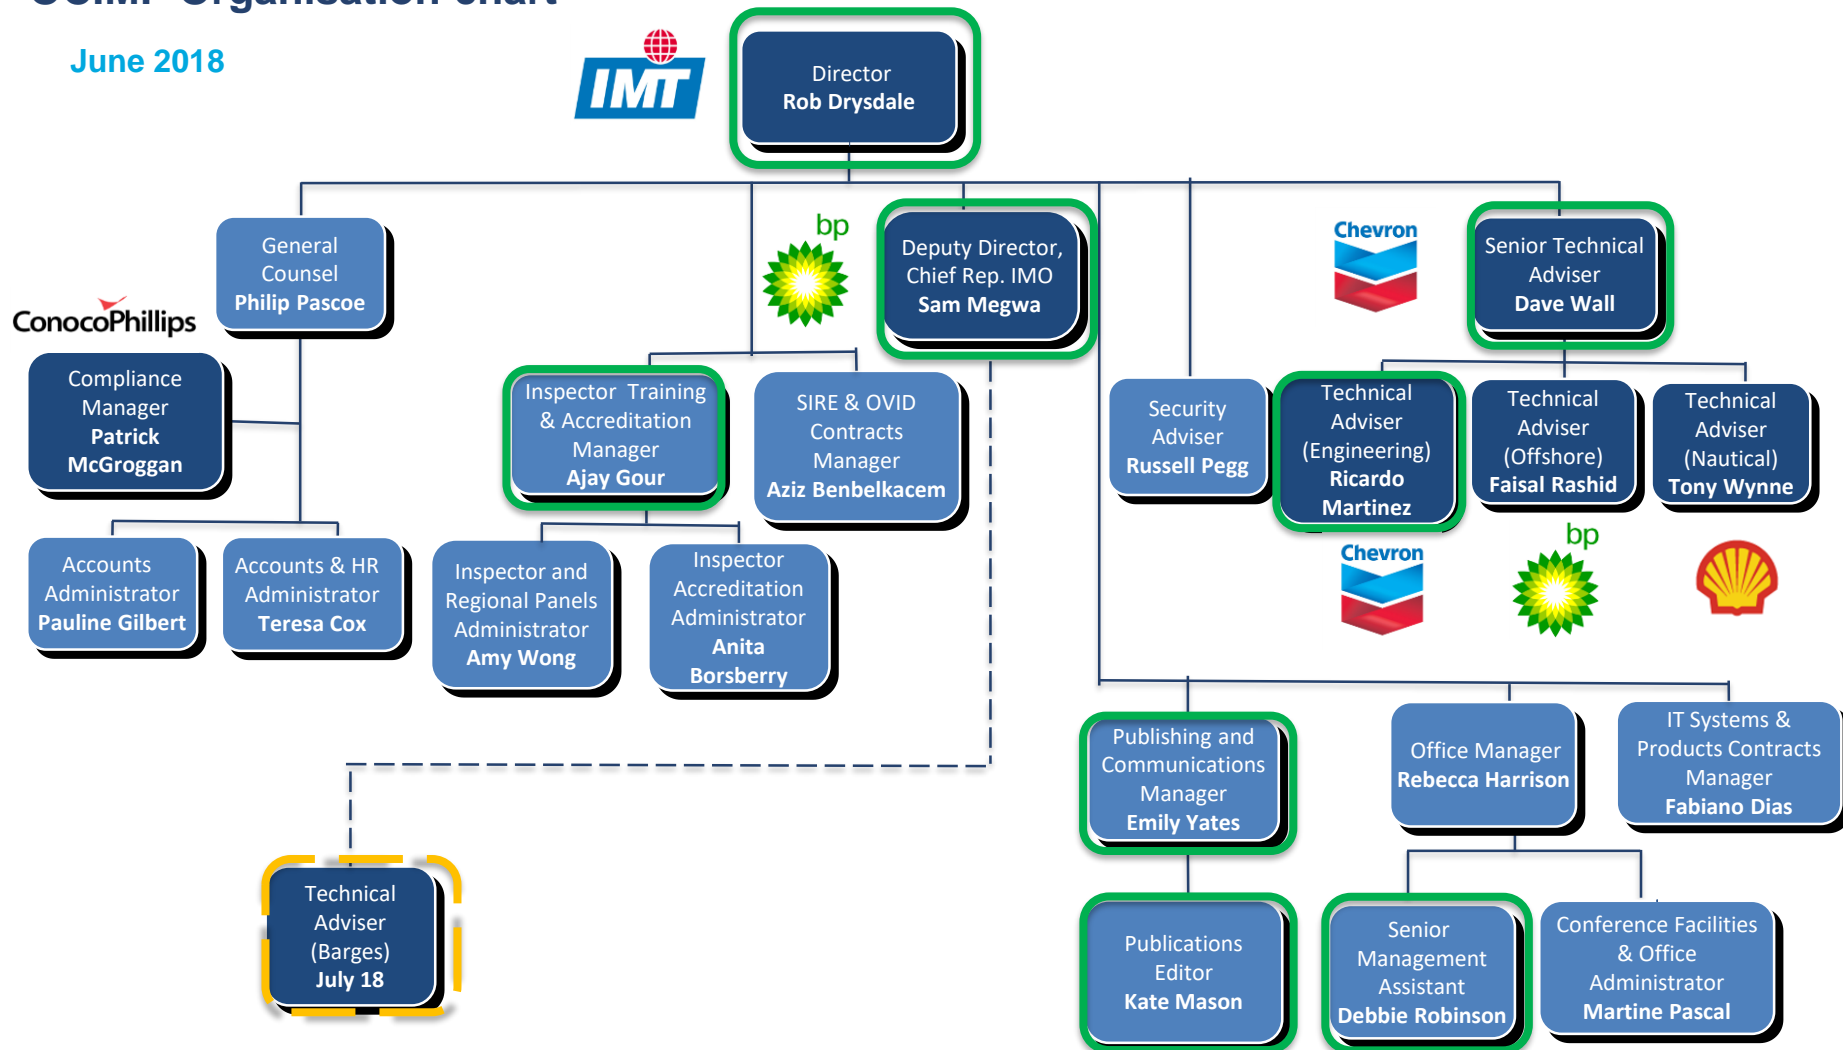 OCIMF Organisation chart
June 2018
IMT
Director
Rob Drysdale
General
Counsel
Philip Pascoe
bp
Deputy Director,
Chief Rep. IMO
Sam Megwa
Chevron
Senior Technical
Adviser
Dave Wall
ConocoPhillips
Compliance
Manager
Patrick
McGroggan
Inspector Training
& Accreditation
Manager
Ajay Gour
SIRE & OVID
Contracts
Manager
Aziz Benbelkacem
Security
Adviser
Russell Pegg
Technical
Adviser
(Engineering)
Ricardo
Martinez
Technical
Adviser
(Offshore)
Faisal Rashid
Technical
Adviser
(Nautical)
Tony Wynne
Accounts
Administrator
Pauline Gilbert
Accounts & HR
Administrator
Teresa Cox
Inspector and
Regional Panels
Administrator
Amy Wong
Inspector
Accreditation
Administrator
Anita
Borsberry
Chevron
bp
Publishing and
Communications
Manager
Emily Yates
Office Manager
Rebecca Harrison
IT Systems &
Products Contracts
Manager
Fabiano Dias
Technical
Adviser
(Barges)
July 18
Publications
Editor
Kate Mason
Senior
Management
Assistant
Debbie Robinson
Conference Facilities
& Office
Administrator
Martine Pascal